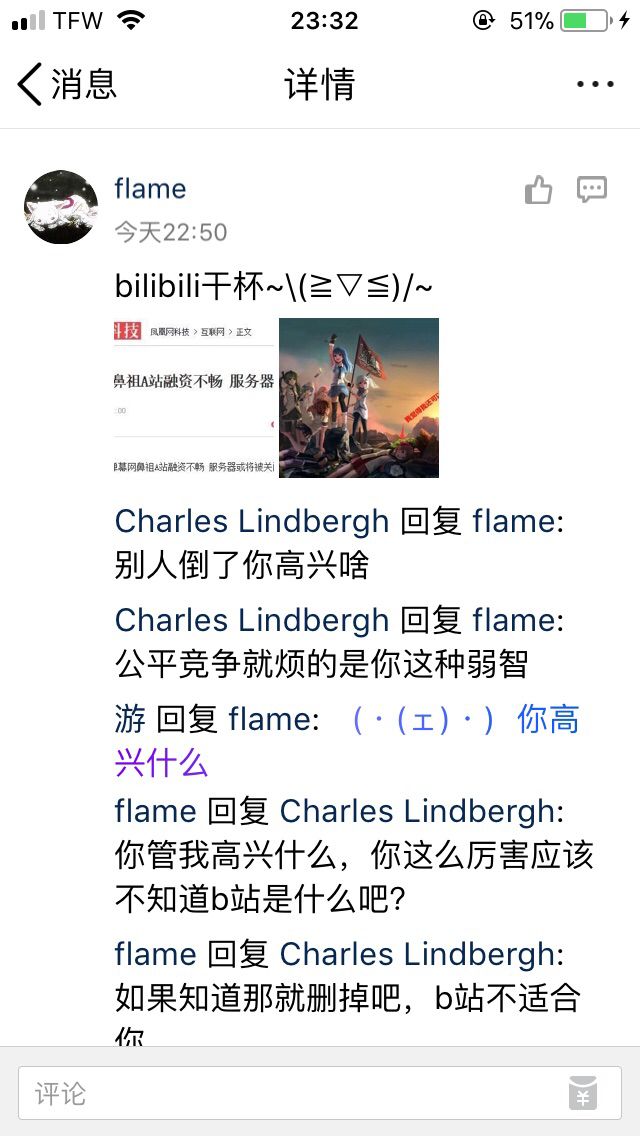 TFW
23:32
51%
消息
详情
flame
今天22:50
bilibili干杯~\(≧▽≦)/~
科技 凤凰网科技 > 互联网 > 正文
鼻祖A站融资不畅 服务器
:00
弹幕网鼻祖A站融资不畅 服务器或将被关
Charles Lindbergh 回复 flame:
别人倒了你高兴啥
Charles Lindbergh 回复 flame:
公平竞争就烦的是你这种弱智
游 回复 flame: (・(ェ)・) 你高
兴什么
flame 回复 Charles Lindbergh:
你管我高兴什么，你这么厉害应该
不知道b站是什么吧?
flame 回复 Charles Lindbergh:
如果知道那就删掉吧，b站不适合
你
评论